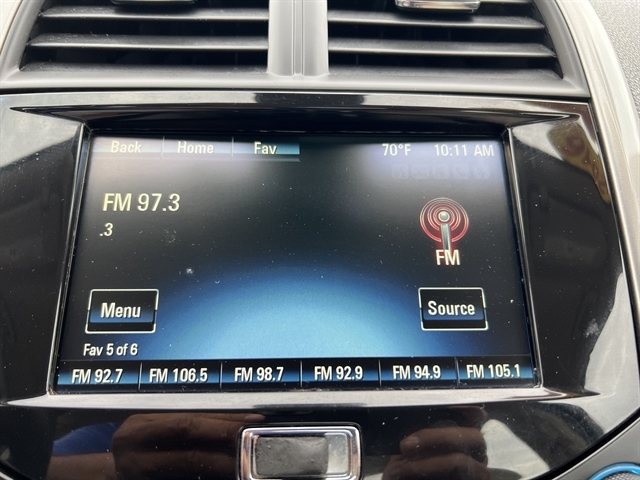 Back Home Fav 70°F 10:11 AM
FM 97.3
.3
FM
Menu Source
Fav 5 of 6
FM 92.7 FM 106.5 FM 98.7 FM 92.9 FM 94.9 FM 105.1